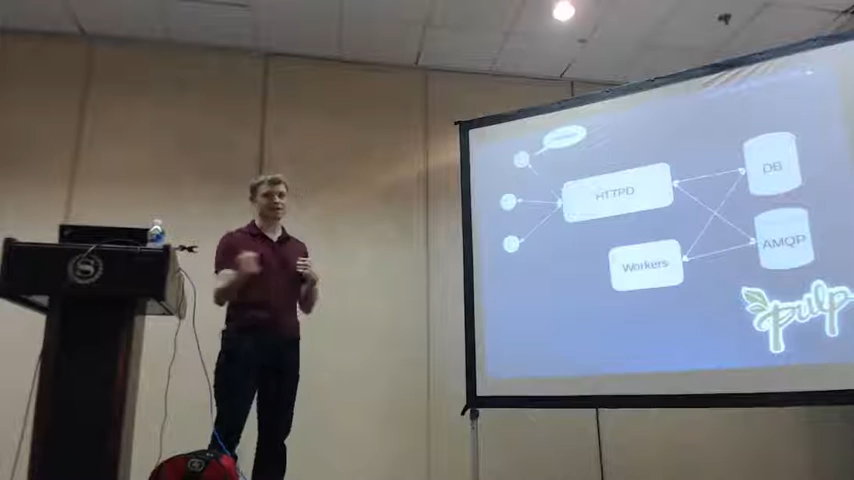 HTTPD
DB
Workers
AMQP
pulp
S